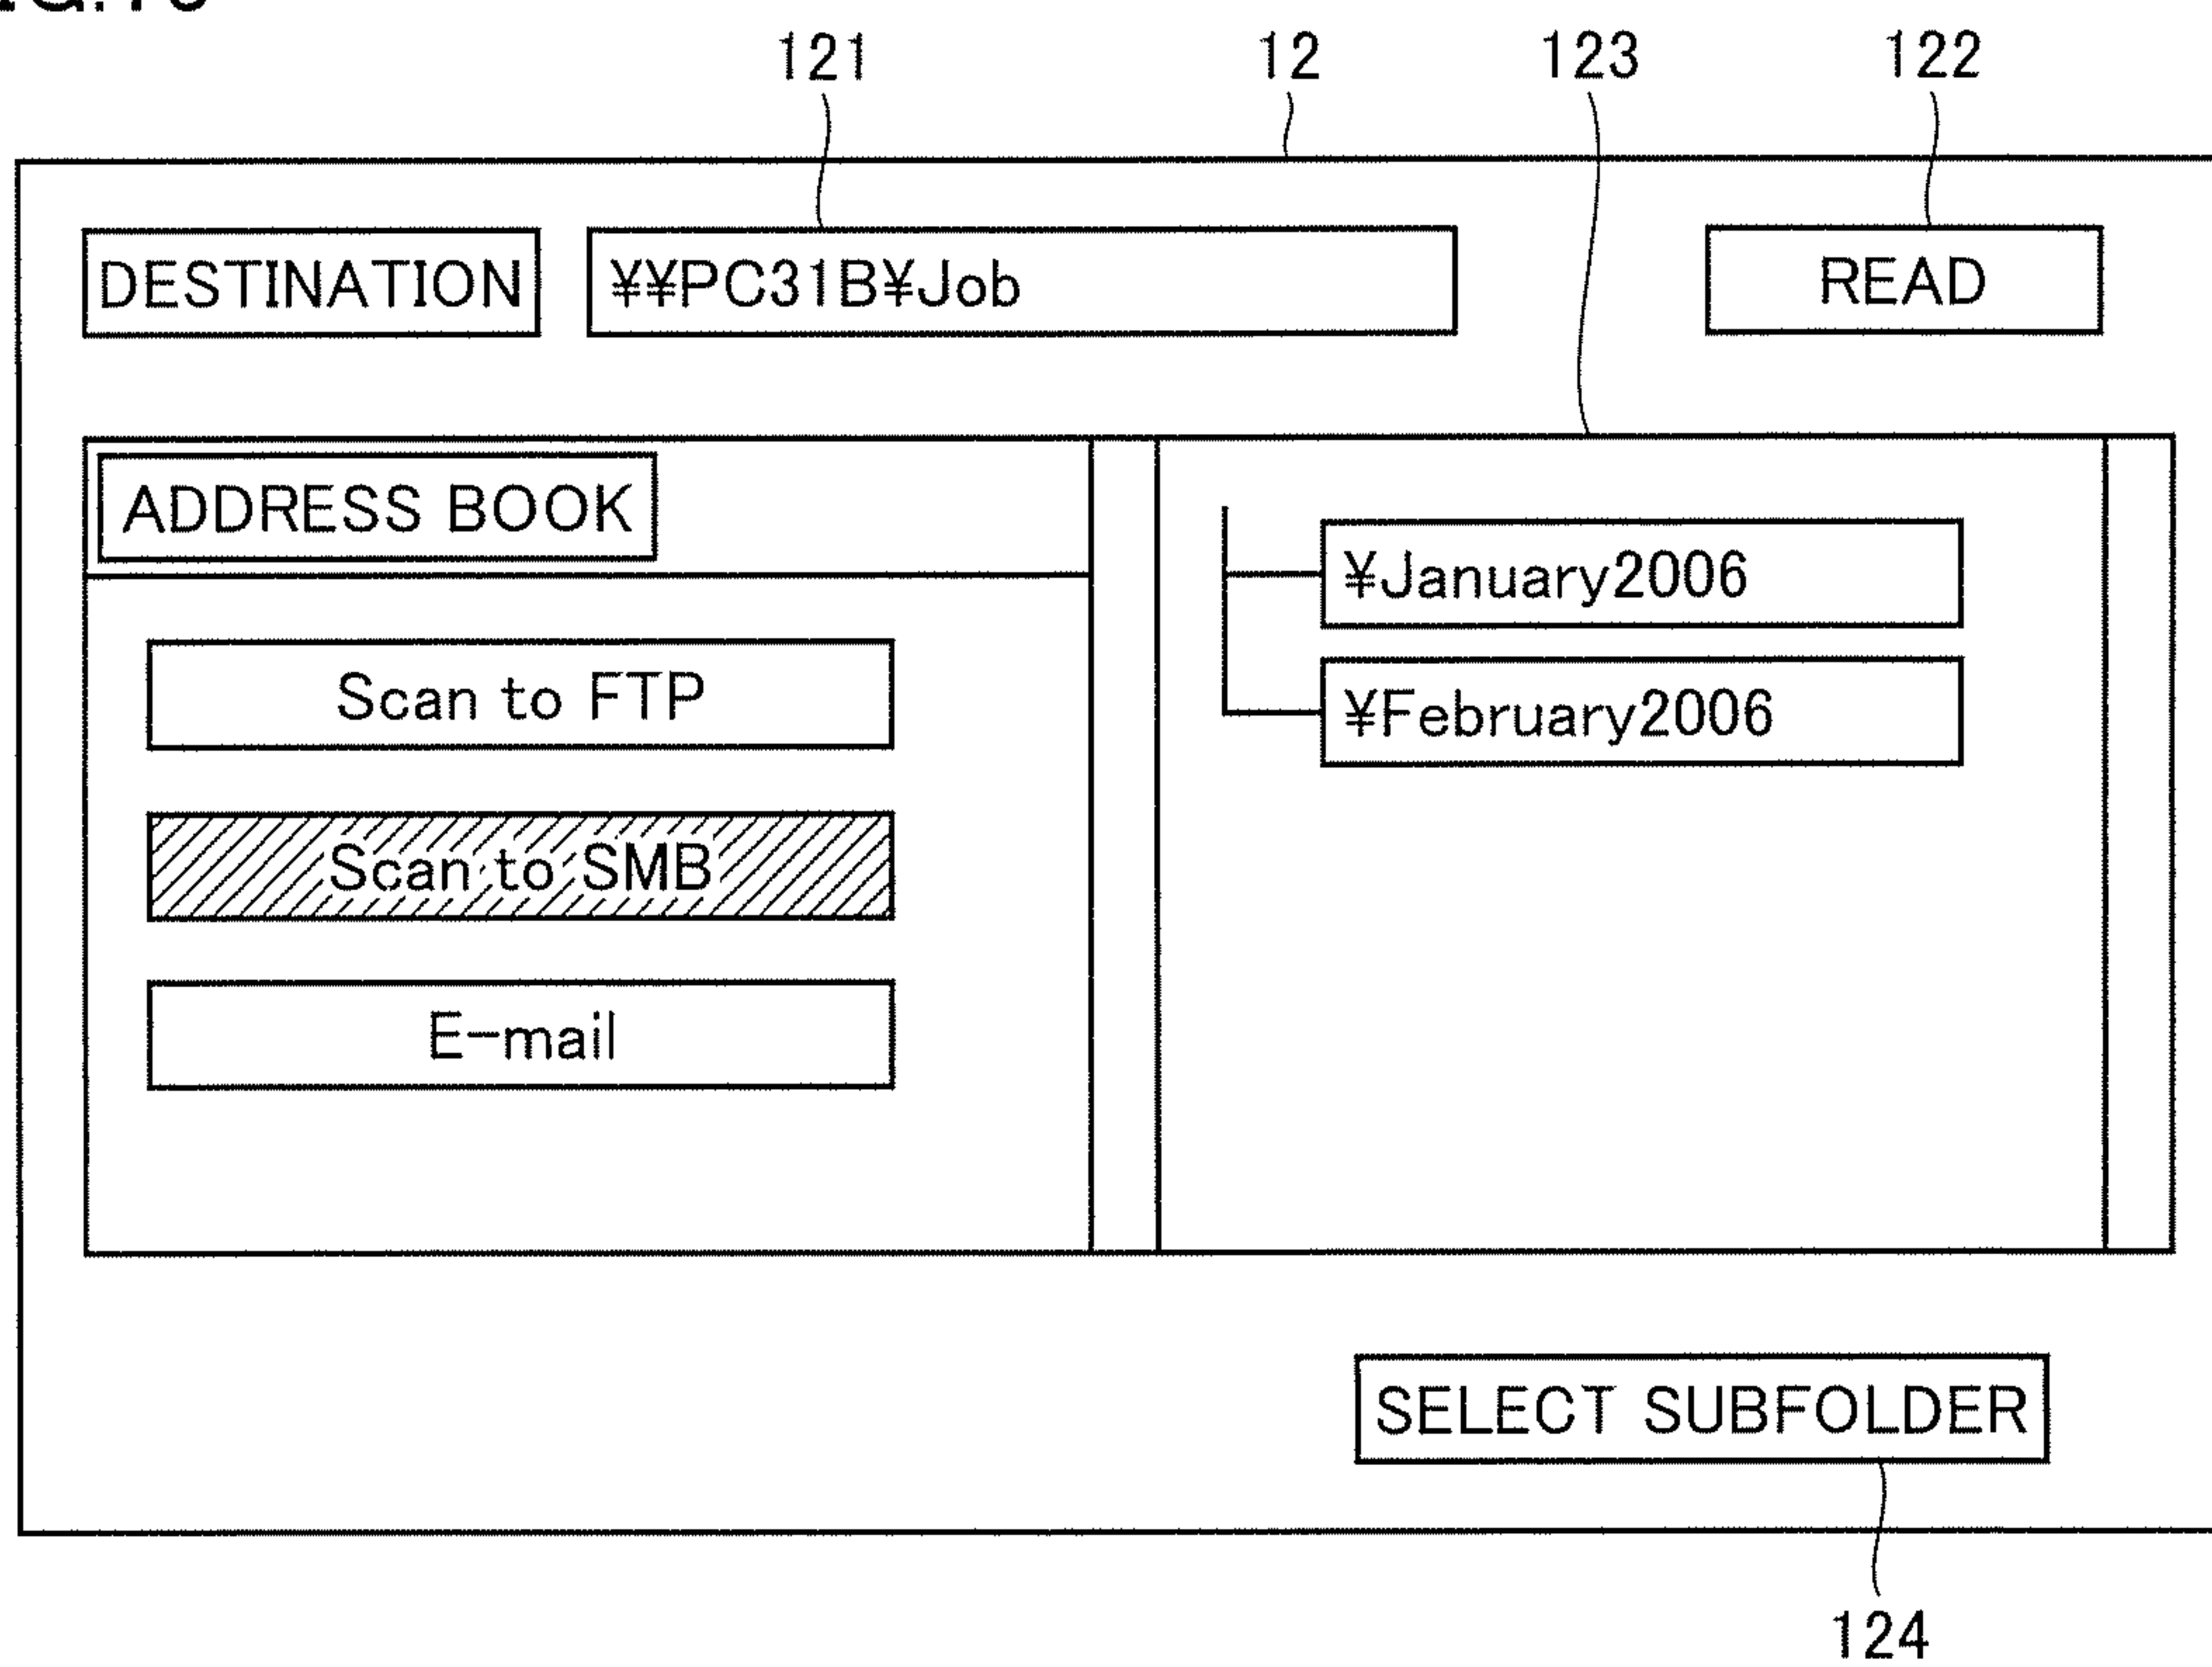 121 12 123 122
DESTINATION ¥¥PC31B¥Job READ
ADDRESS BOOK
Scan to FTP
Scan to SMB
E-mail
¥January2006
¥February2006
SELECT SUBFOLDER
124